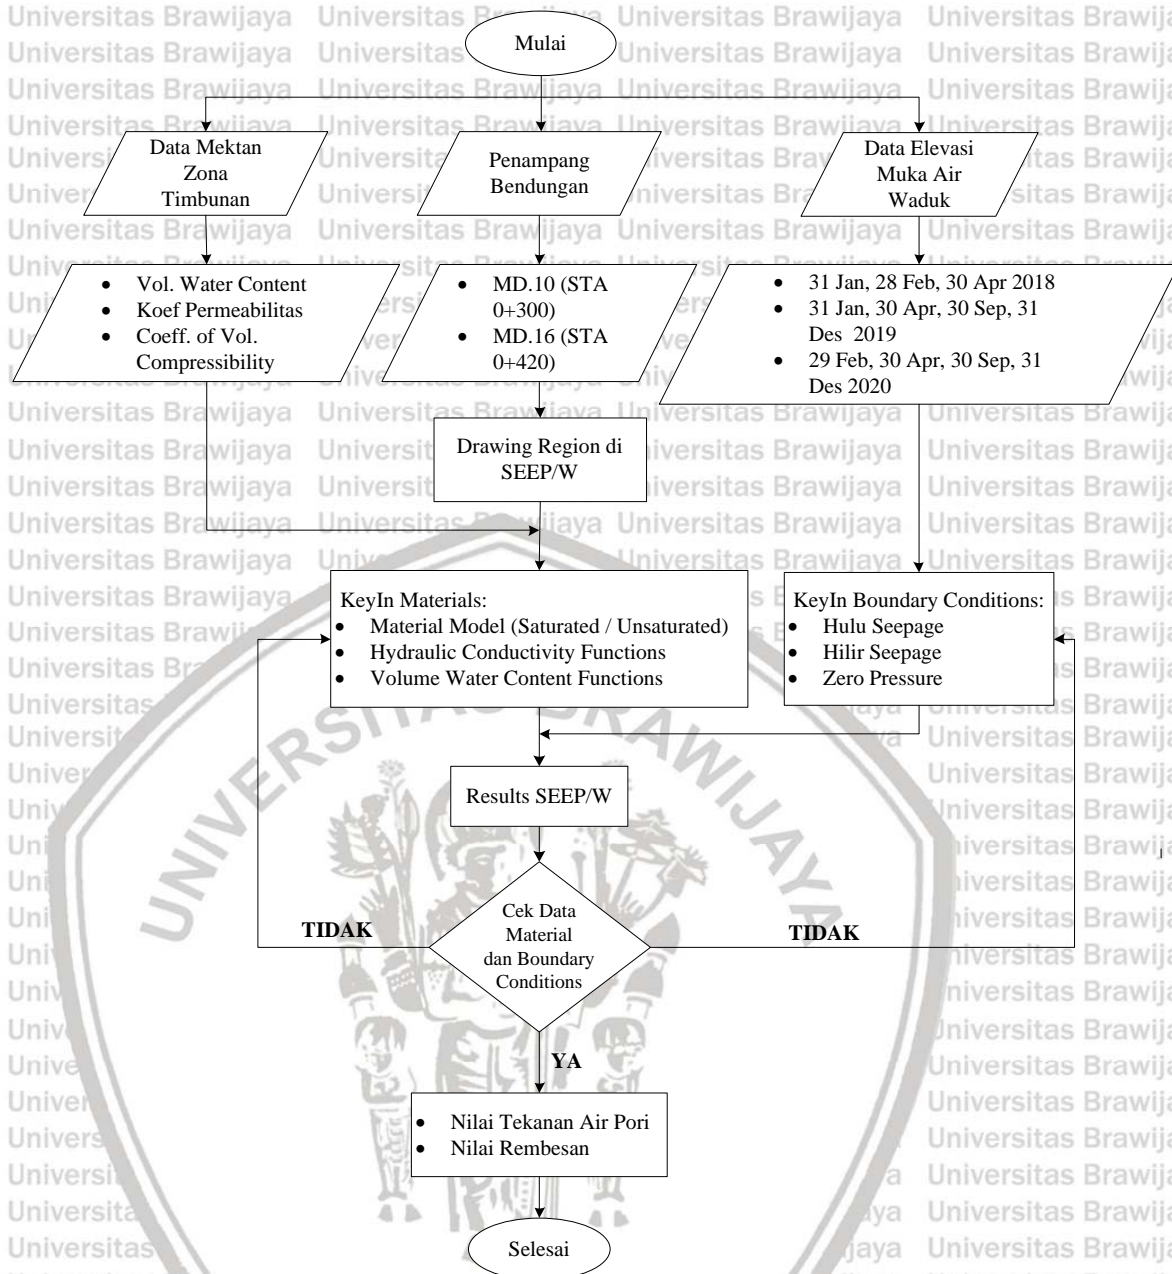 Mulai
Data Mektan
Zona
Timbunan
Penampang
Bendungan
Data Elevasi
Muka Air
Waduk
• Vol. Water Content
• Koef Permeabilitas
• Coeff. of Vol.
Compressibility
• MD.10 (STA
0+300)
• MD.16 (STA
0+420)
• 31 Jan, 28 Feb, 30 Apr 2018
• 31 Jan, 30 Apr, 30 Sep, 31
Des 2019
• 29 Feb, 30 Apr, 30 Sep, 31
Des 2020
Drawing Region di
SEEP/W
KeyIn Materials:
• Material Model (Saturated / Unsaturated)
• Hydraulic Conductivity Functions
• Volume Water Content Functions
KeyIn Boundary Conditions:
• Hulu Seepage
• Hilir Seepage
• Zero Pressure
Results SEEP/W
Cek Data
Material
dan Boundary
Conditions
TIDAK
TIDAK
YA
• Nilai Tekanan Air Pori
• Nilai Rembesan
Selesai
UNIVERSITAS BRAWIJAYA
Universitas Brawijaya